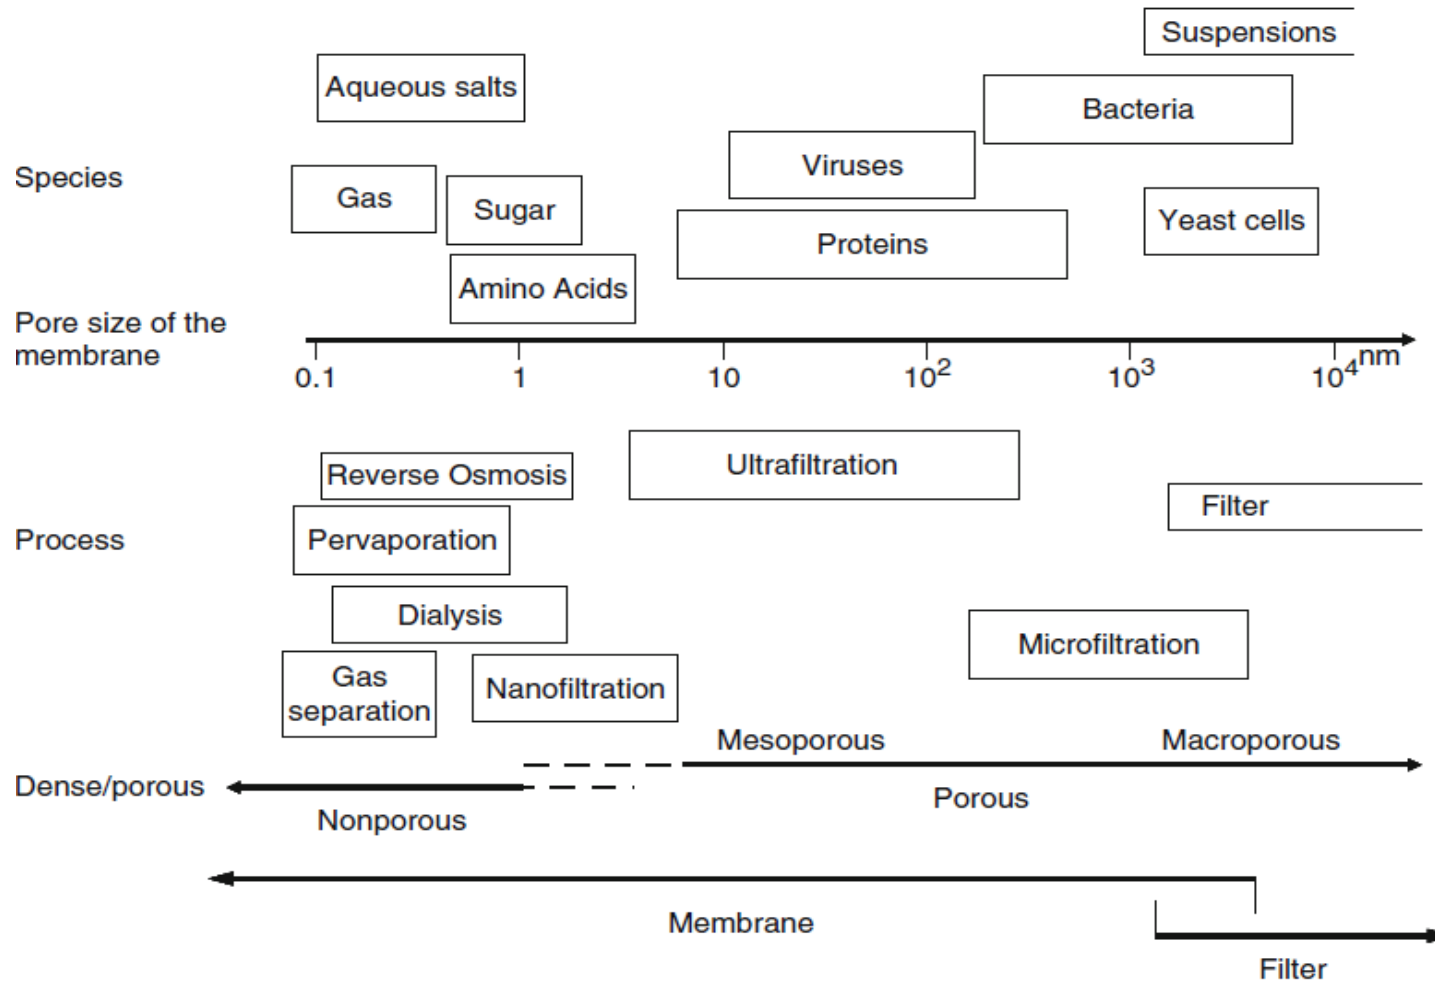 Suspensions
Aqueous salts
Bacteria
Viruses
Species
Gas
Sugar
Yeast cells
Proteins
Amino Acids
Pore size of the
membrane
0.1 1 10 10² 10³ 10⁴ nm
Ultrafiltration
Reverse Osmosis
Filter
Process
Pervaporation
Dialysis
Microfiltration
Gas
separation
Nanofiltration
Mesoporous
Macroporous
Dense/porous
Porous
Nonporous
Membrane
Filter